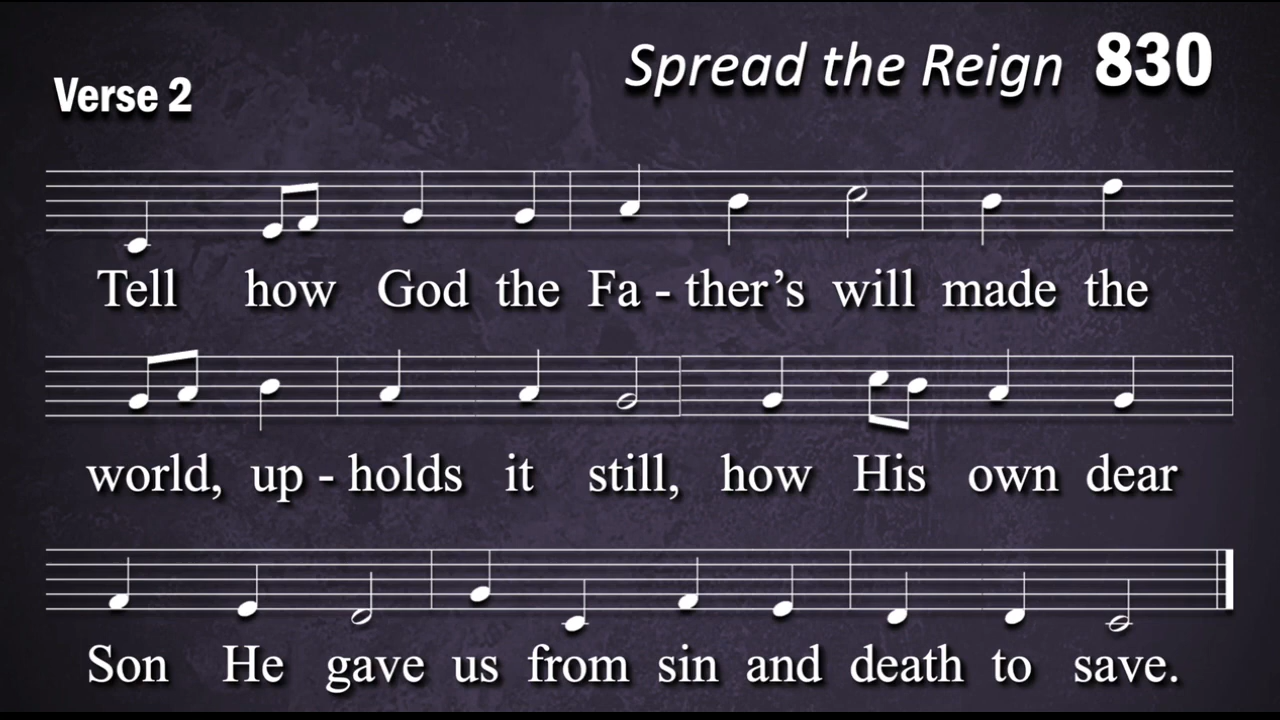 Spread the Reign 830
Verse 2
Tell how God the Fa - ther’s will made the
world, up - holds it still, how His own dear
Son He gave us from sin and death to save.